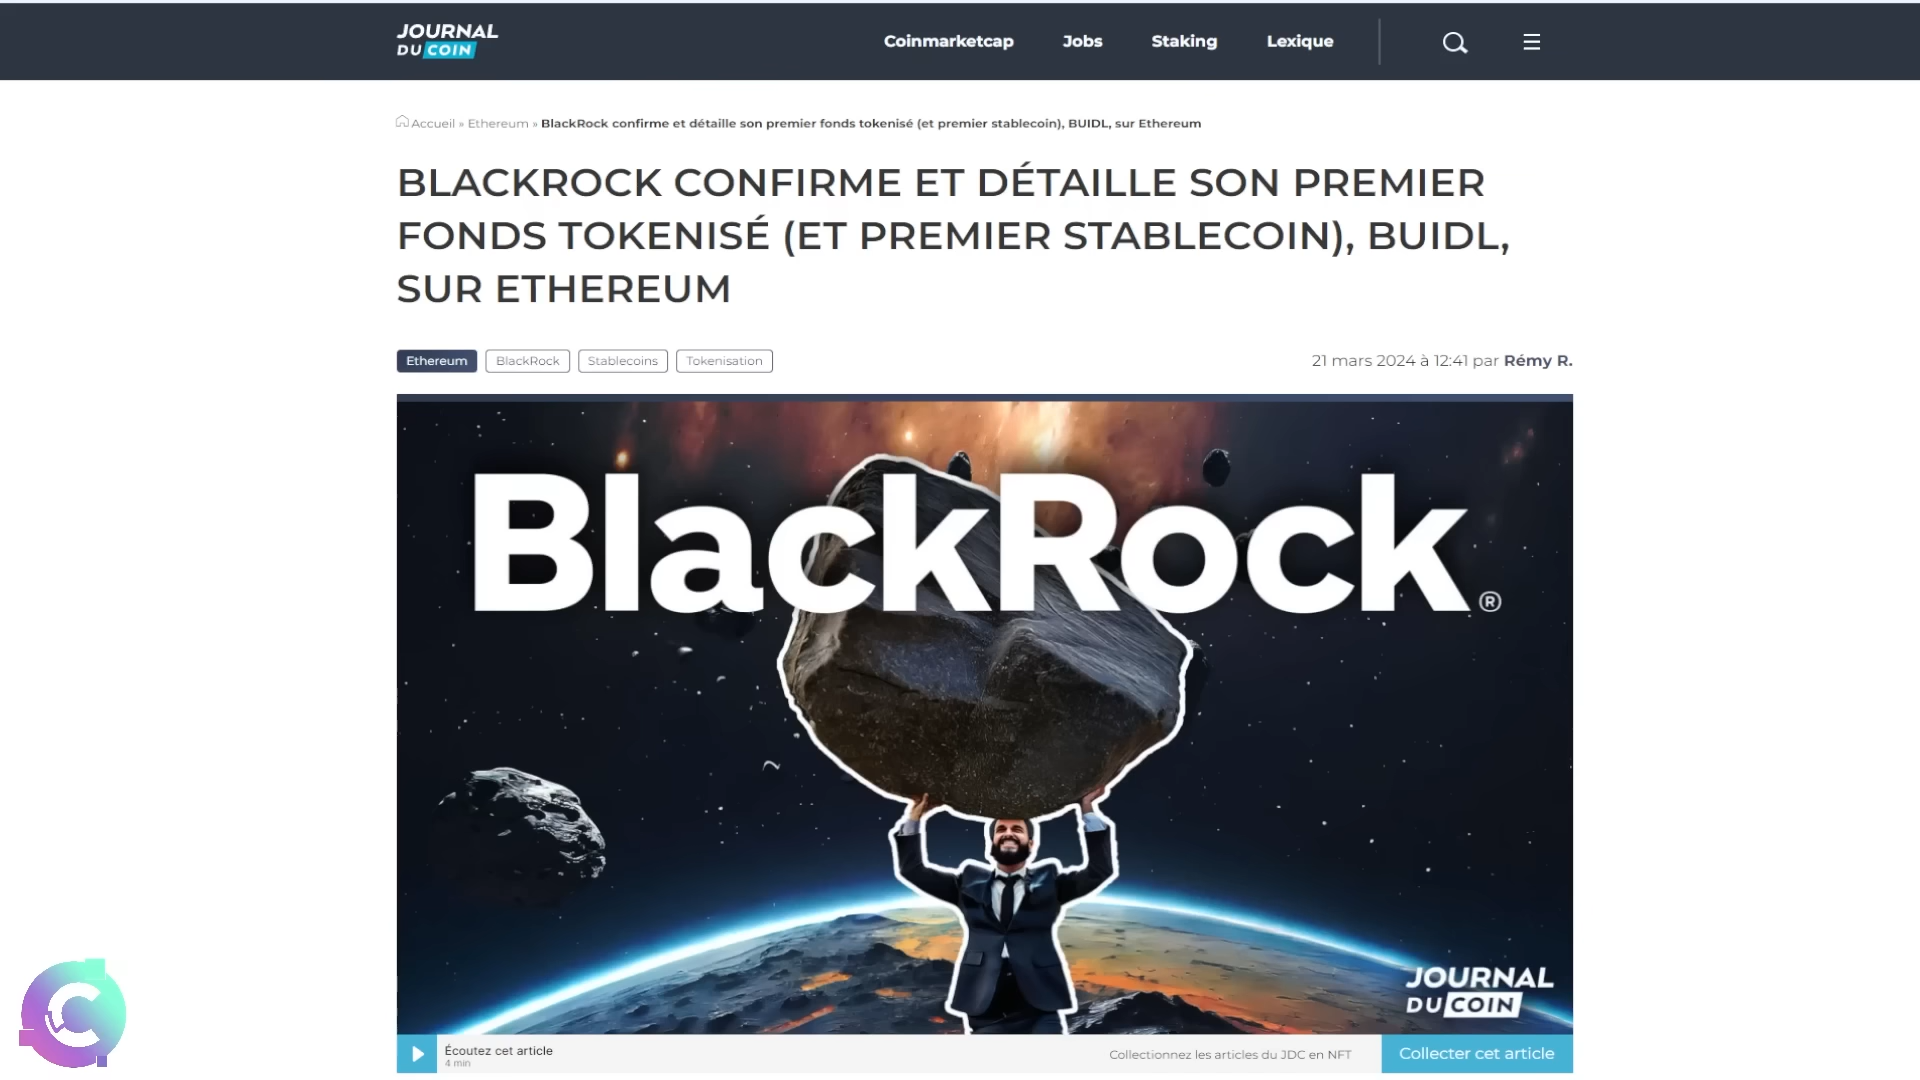 JOURNAL
DU COIN
Coinmarketcap
Jobs
Staking
Lexique
Accueil » Ethereum » BlackRock confirme et détaille son premier fonds tokenisé (et premier stablecoin), BUIDL, sur Ethereum
BLACKROCK CONFIRME ET DÉTAILLE SON PREMIER
FONDS TOKENISÉ (ET PREMIER STABLECOIN), BUIDL,
SUR ETHEREUM
Ethereum
BlackRock
Stablecoins
Tokenisation
21 mars 2024 à 12:41 par Rémy R.
BlackRock®
JOURNAL
DU COIN
Écoutez cet article
4 min
Collectionnez les articles du JDC en NFT
Collecter cet article
C